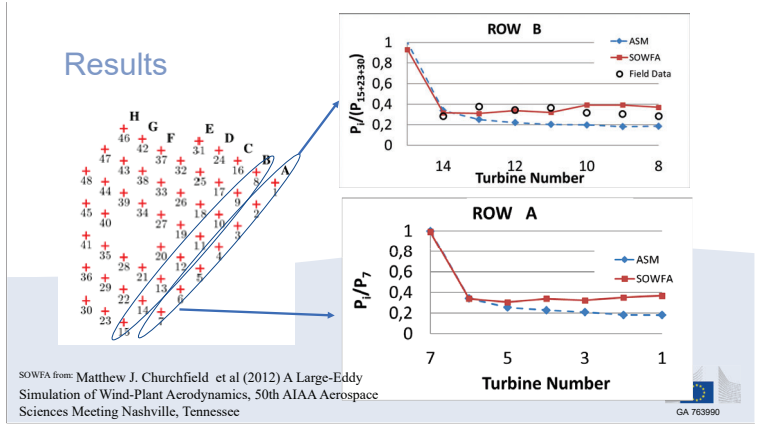 Results
H
G
F
E
D
C
B
A
46
42
37
31
24
16
8
1
47
43
38
32
25
17
9
2
48
44
39
33
26
18
10
3
45
40
34
27
19
11
4
41
35
28
20
12
5
36
29
21
13
6
30
22
14
7
23
15
ROW B
ASM
SOWFA
Field Data
Pi/(P15+23+30)
1
0,8
0,6
0,4
0,2
0
14
12
10
8
Turbine Number
ROW A
ASM
SOWFA
Pi/P7
1
0,8
0,6
0,4
0,2
0
7
5
3
1
Turbine Number
SOWFA from: Matthew J. Churchfield et al (2012) A Large-Eddy
Simulation of Wind-Plant Aerodynamics, 50th AIAA Aerospace
Sciences Meeting Nashville, Tennessee
GA 763990